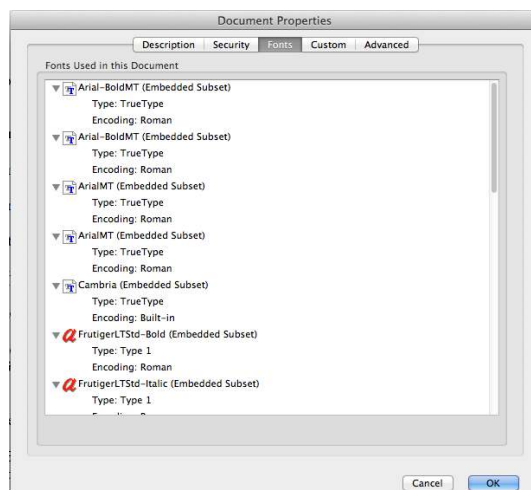 Document Properties
Description Security Fonts Custom Advanced
Fonts Used in this Document
Arial-BoldMT (Embedded Subset)
Type: TrueType
Encoding: Roman
Arial-BoldMT (Embedded Subset)
Type: TrueType
Encoding: Roman
ArialMT (Embedded Subset)
Type: TrueType
Encoding: Roman
ArialMT (Embedded Subset)
Type: TrueType
Encoding: Roman
Cambria (Embedded Subset)
Type: TrueType
Encoding: Built-in
FrutigerLTStd-Bold (Embedded Subset)
Type: Type 1
Encoding: Roman
FrutigerLTStd-Italic (Embedded Subset)
Type: Type 1
Cancel OK